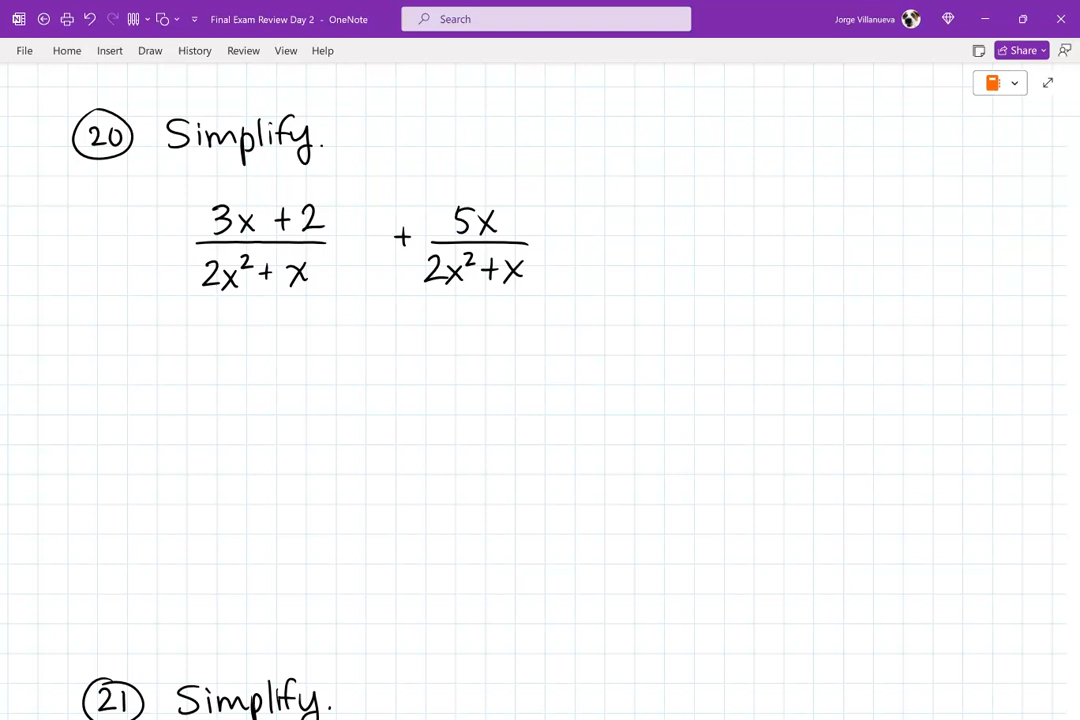 Final Exam Review Day 2 - OneNote
Search
Jorge Villanueva
File Home Insert Draw History Review View Help
Share
20 Simplify.
3x + 2 + 5x
2x² + x 2x² + x
21 Simplify.